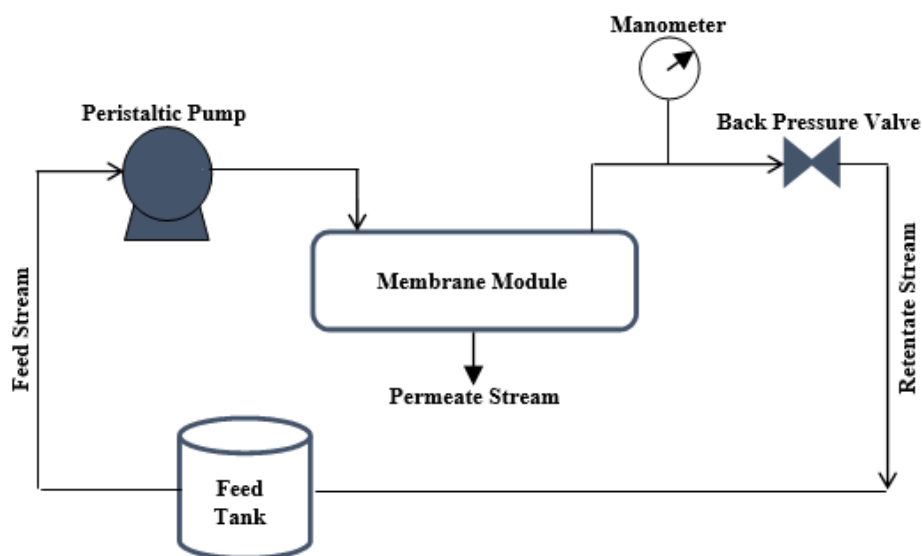 Manometer
Peristaltic Pump
Back Pressure Valve
Membrane Module
Feed Stream
Retentate Stream
Permeate Stream
Feed
Tank